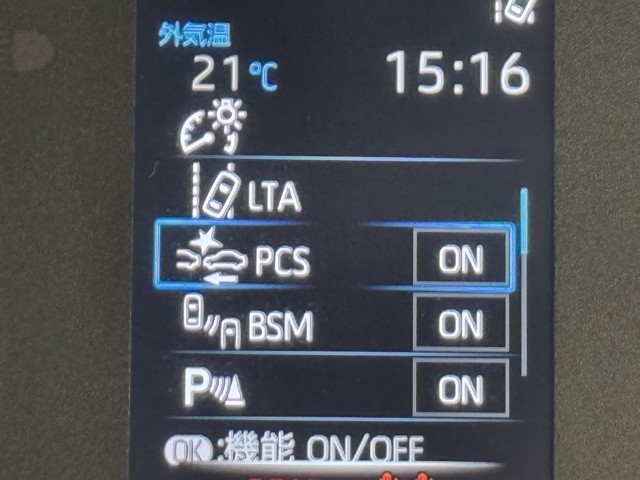 外気温
21℃ 15:16
LTA
PCS ON
BSM ON
P ON
OK:機能 ON/OFF